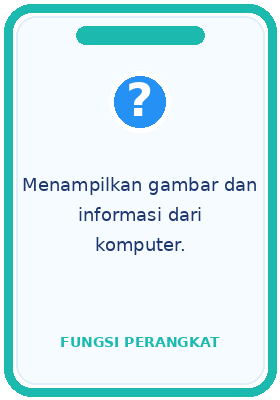 ?
Menampilkan gambar dan
informasi dari
komputer.
FUNGSI PERANGKAT